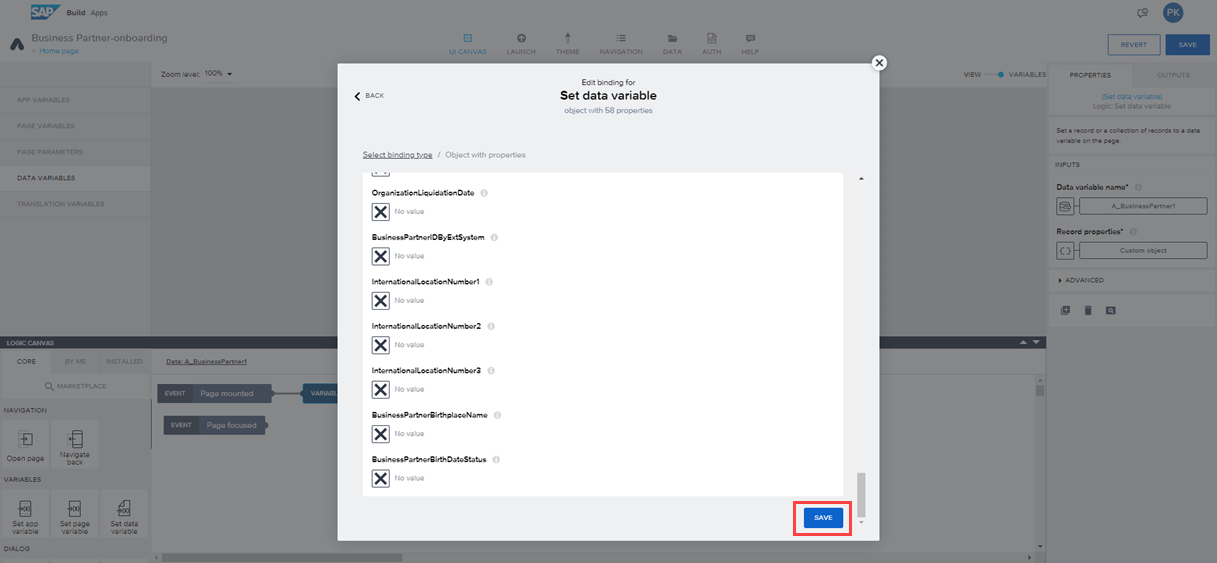 SAP Build Apps
PK
Business Partner-onboarding
Home page
UI CANVAS
LAUNCH
THEME
NAVIGATION
DATA
AUTH
HELP
REVERT
SAVE
Zoom level: 100%
VIEW
VARIABLES
PROPERTIES
OUTPUTS
APP VARIABLES
PAGE VARIABLES
PAGE PARAMETERS
DATA VARIABLES
TRANSLATION VARIABLES
BACK
Edit binding for
Set data variable
object with 58 properties
Select binding type / Object with properties
OrganizationLiquidationDate
No value
BusinessPartnerIDByExtSystem
No value
InternationalLocationNumber1
No value
InternationalLocationNumber2
No value
InternationalLocationNumber3
No value
BusinessPartnerBirthplaceName
No value
BusinessPartnerBirthDateStatus
No value
SAVE
(Set data variable)
Logic: Set data variable
Set a record or a collection of records to a data
variable on the page.
INPUTS
Data variable name*
A_BusinessPartner1
Record properties*
Custom object
ADVANCED
LOGIC CANVAS
CORE
BY ME
INSTALLED
Data: A_BusinessPartner1
MARKETPLACE
EVENT Page mounted
VARIABL
EVENT Page focused
NAVIGATION
Open page
Navigate
back
VARIABLES
Set app
variable
Set page
variable
Set data
variable
DIALOG